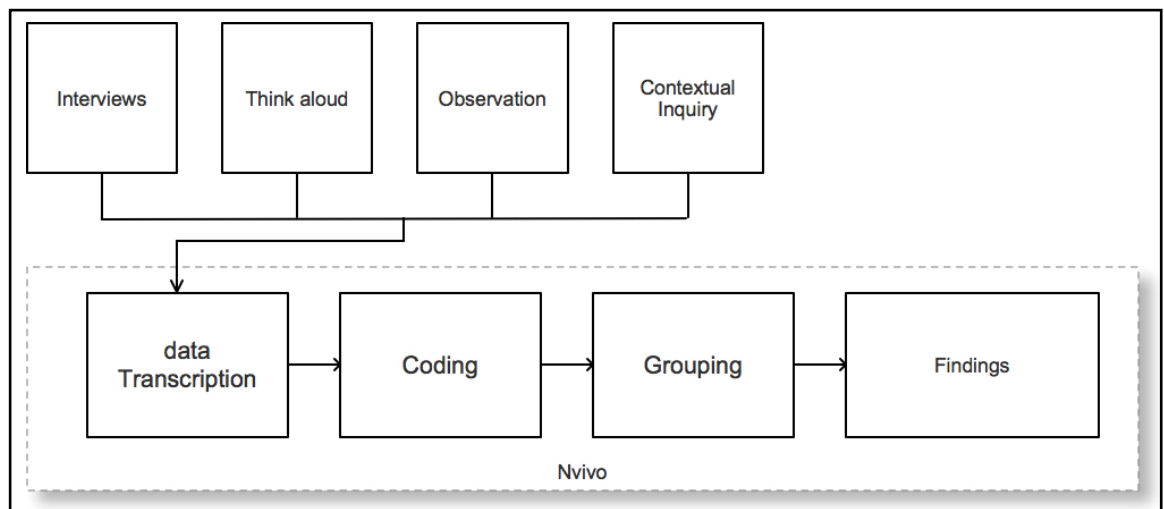 Interviews
Think aloud
Observation
Contextual
Inquiry
data
Transcription
Coding
Grouping
Findings
Nvivo